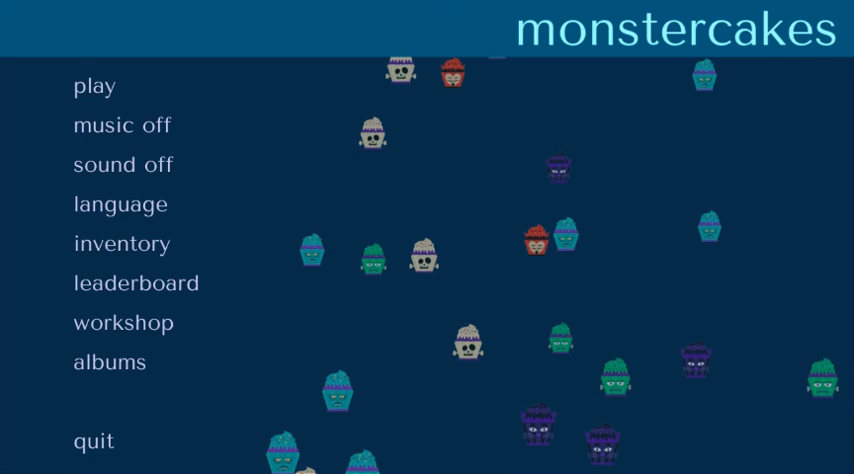 monstercakes
play
music off
sound off
language
inventory
leaderboard
workshop
albums
quit